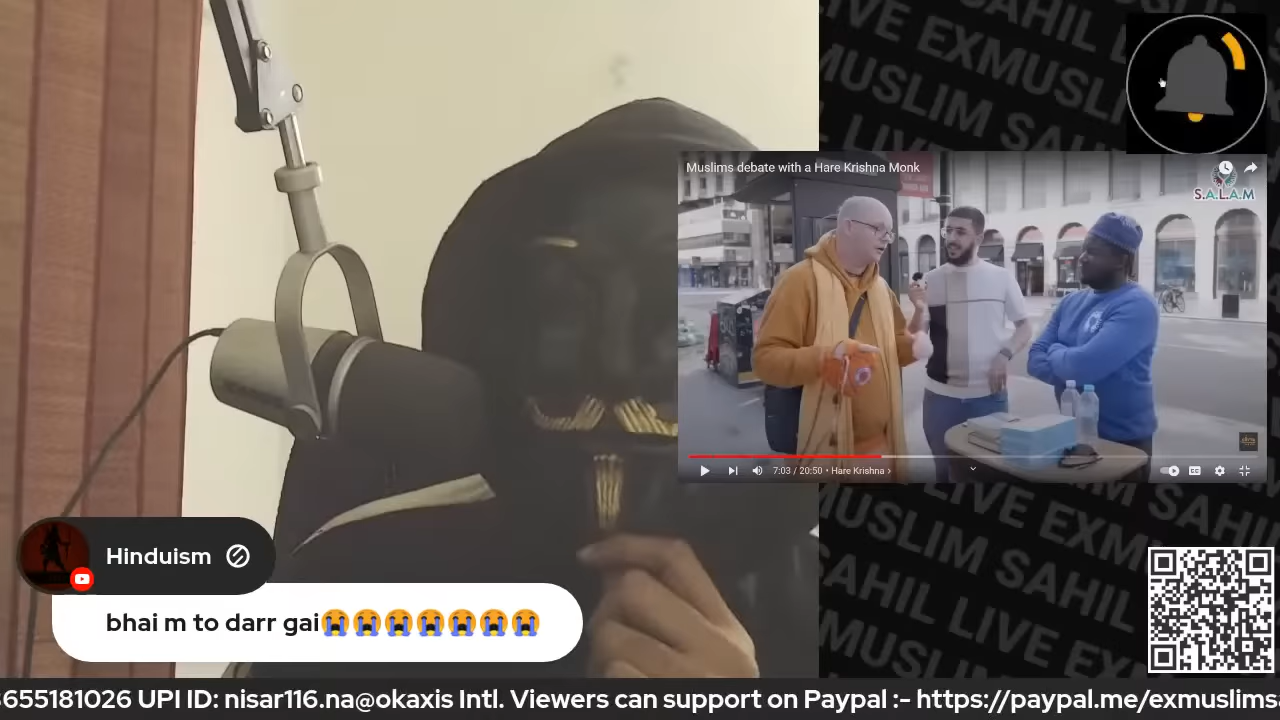 LIVE EXMUSLIM SAHIL
Muslims debate with a Hare Krishna Monk
S.A.L.A.M
7:03 / 20:50 • Hare Krishna ›
Hinduism
bhai m to darr gai😭😭😭😭😭😭😭
655181026 UPI ID: nisar116.na@okaxis Intl. Viewers can support on Paypal :- https://paypal.me/exmuslims